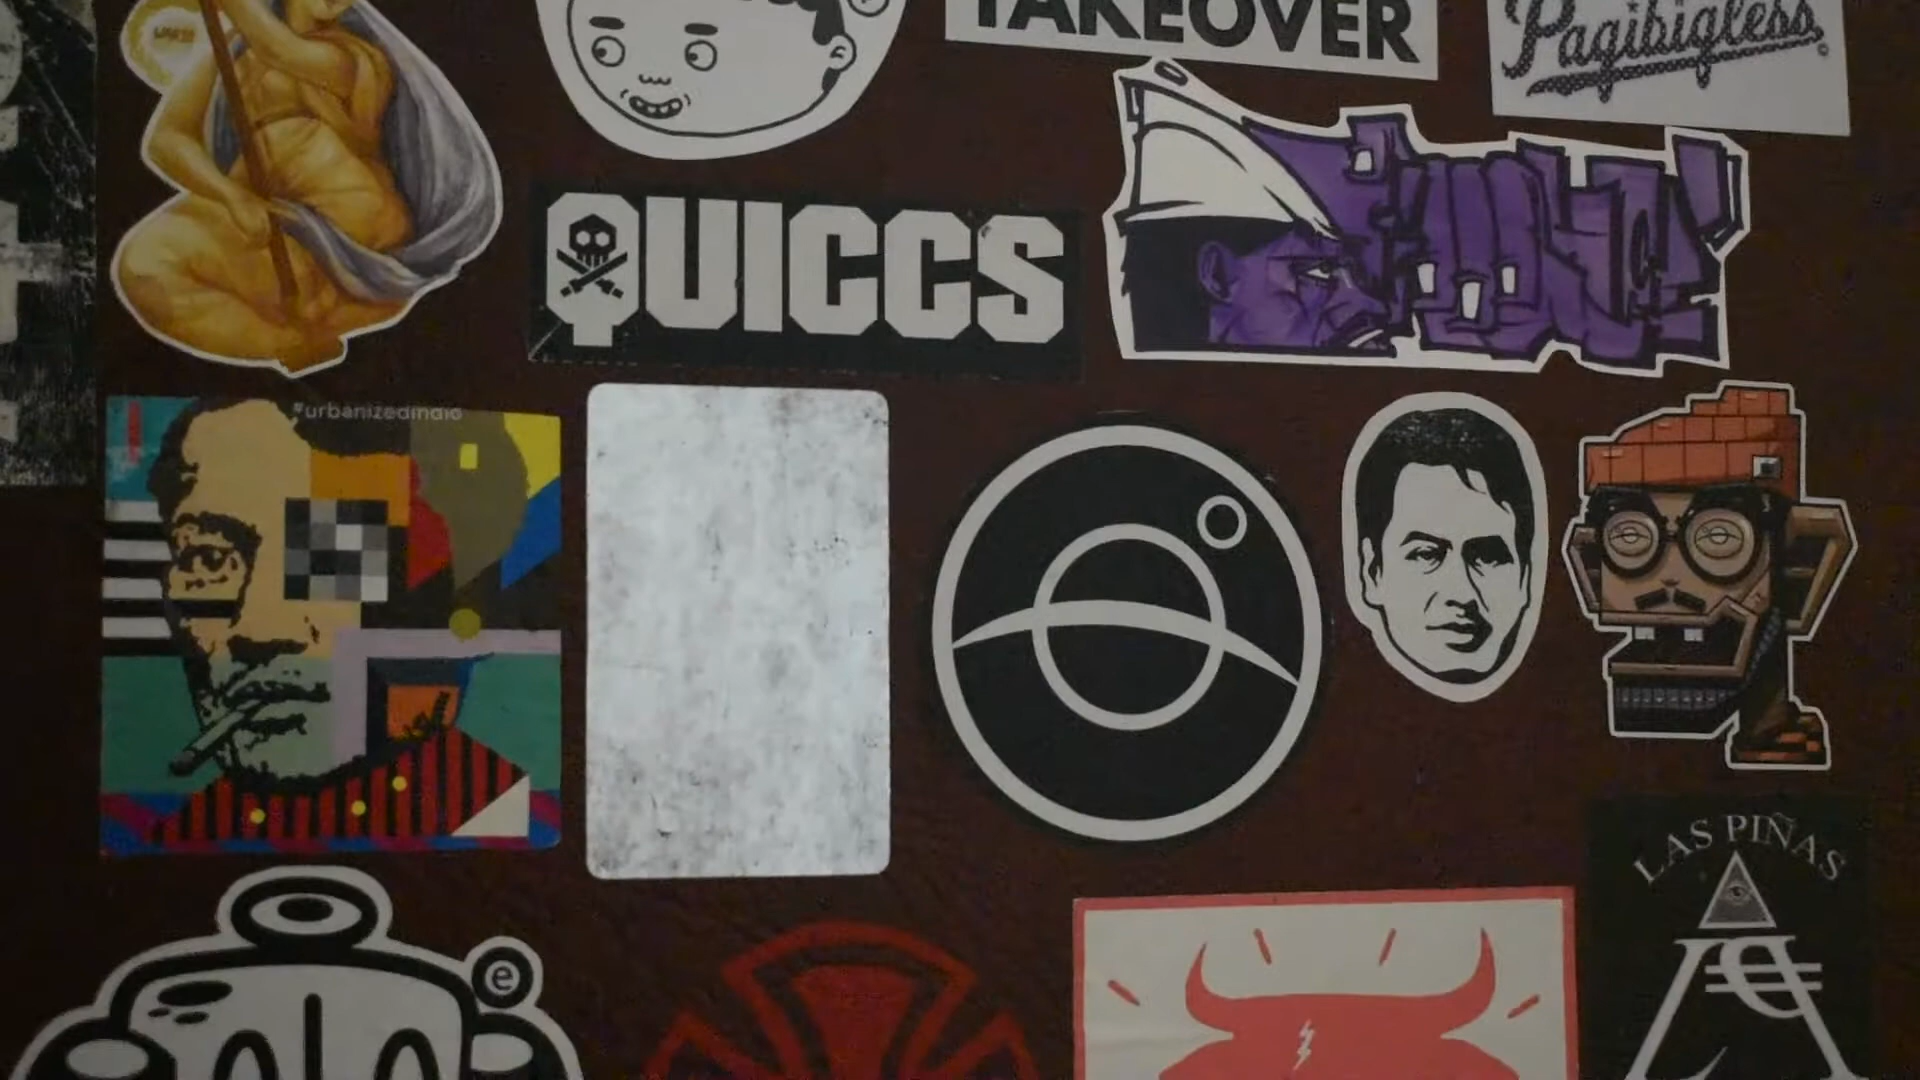 TAKEOVER
Pagibigless
QUICCS
#urbanizedindio
LAS PIÑAS
e